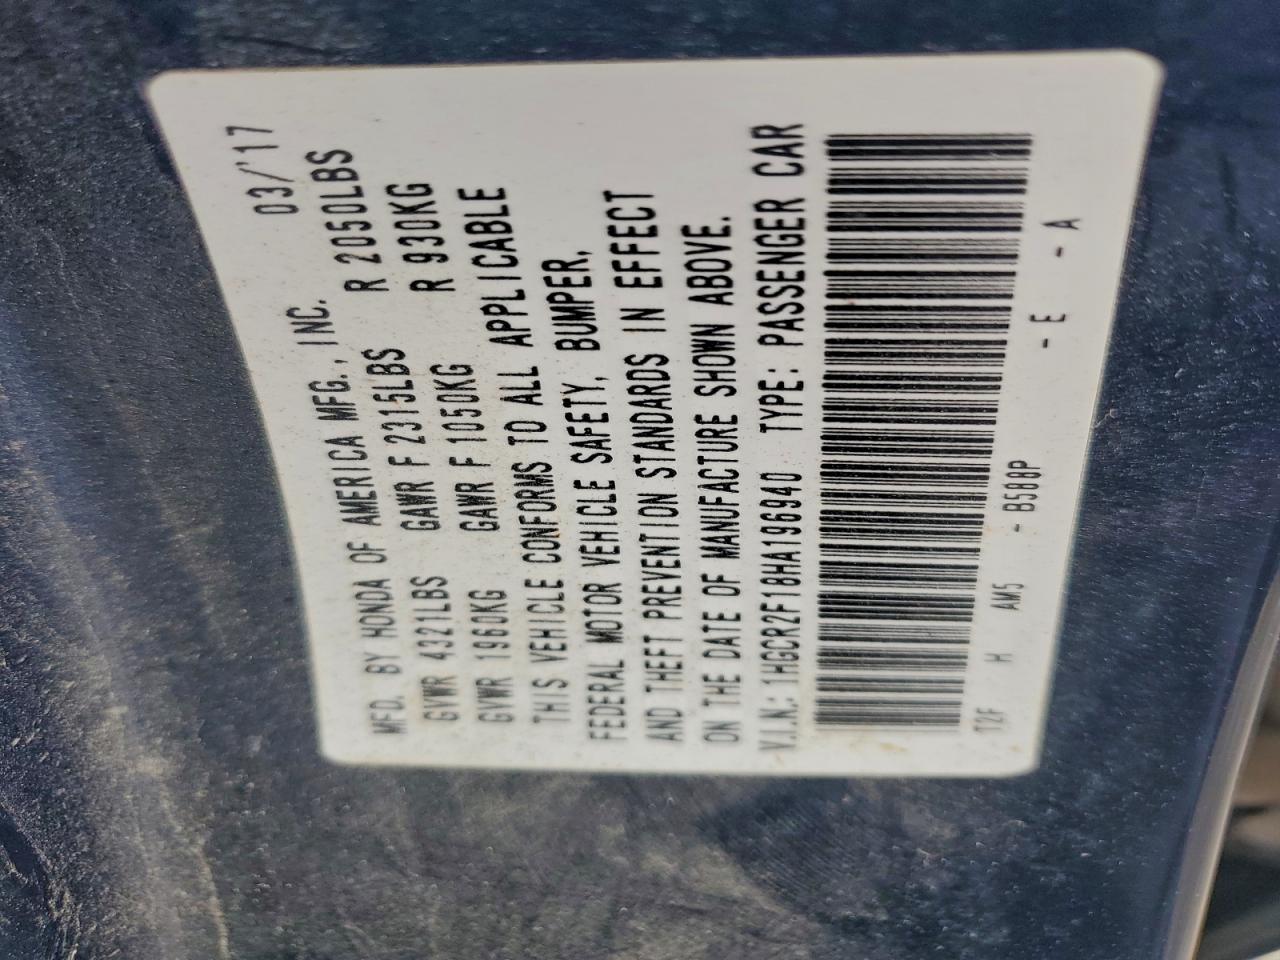 MFD. BY HONDA OF AMERICA MFG., INC. 03/'17
GVWR 4321LBS GAWR F 2315LBS R 2050LBS
GVWR 1960KG GAWR F 1050KG R 930KG
THIS VEHICLE CONFORMS TO ALL APPLICABLE
FEDERAL MOTOR VEHICLE SAFETY, BUMPER,
AND THEFT PREVENTION STANDARDS IN EFFECT
ON THE DATE OF MANUFACTURE SHOWN ABOVE.
V.I.N.: 1HGCR2F18HA196940 TYPE: PASSENGER CAR
T2F H AM5 - B588P - E - A